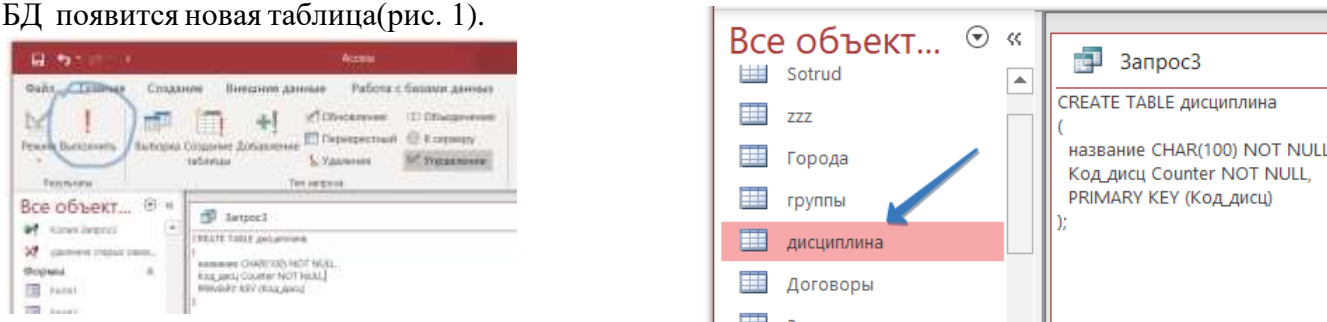 БД появится новая таблица(рис. 1).
Access
Файл Главная Создание Внешние данные Работа с базами данных
Режим Выполнить Выборка Создание таблицы Добавление
Обновление Объединение
Перекрестный К серверу
Удаление Управление
Результаты Тип запроса
Все объект... «
Копия Запрос2
Формы
Запрос3
CREATE TABLE дисциплина
(
название CHAR(100) NOT NULL,
Код_дисц Counter NOT NULL,
PRIMARY KEY (Код_дисц)
Все объект... «
Sotrud
zzz
Города
группы
дисциплина
Договоры
Запрос3
CREATE TABLE дисциплина
(
название CHAR(100) NOT NULL
Код_дисц Counter NOT NULL,
PRIMARY KEY (Код_дисц)
);